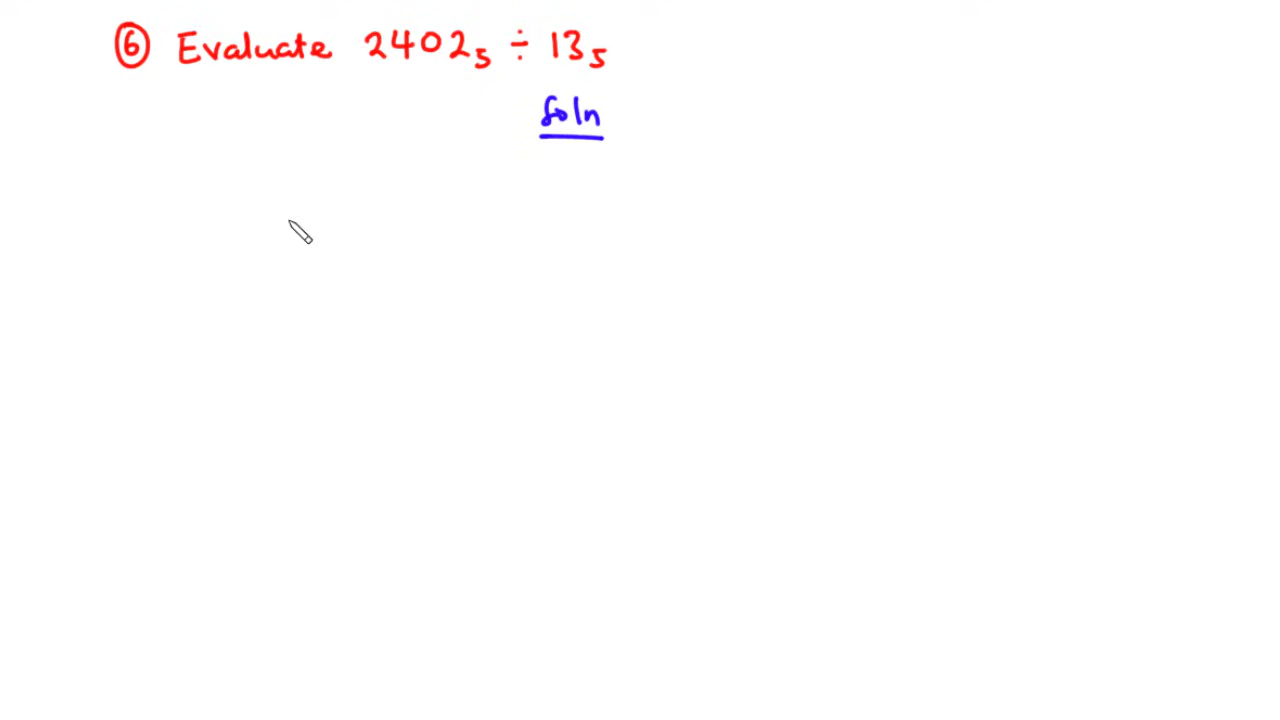 ⑥ Evaluate 2402₅ ÷ 13₅
Soln